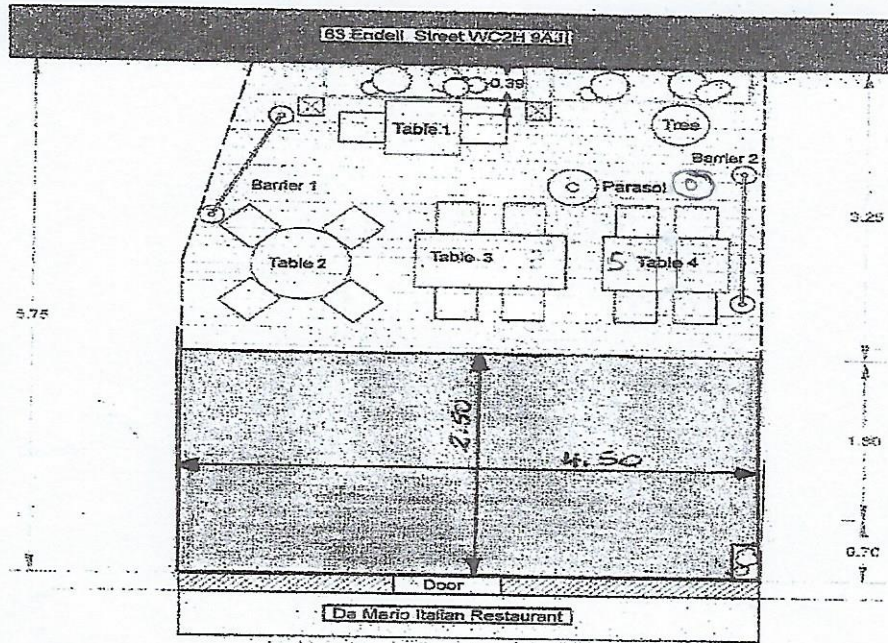 63 Endell Street WC2H 9AJ
0.39
Table 1
Tree
Barrier 2
Barrier 1
Parasol
3.25
Table 2
Table 3
5 Table 4
5.75
2.50
4.50
1.80
0.70
Door
Da Mario Italian Restaurant